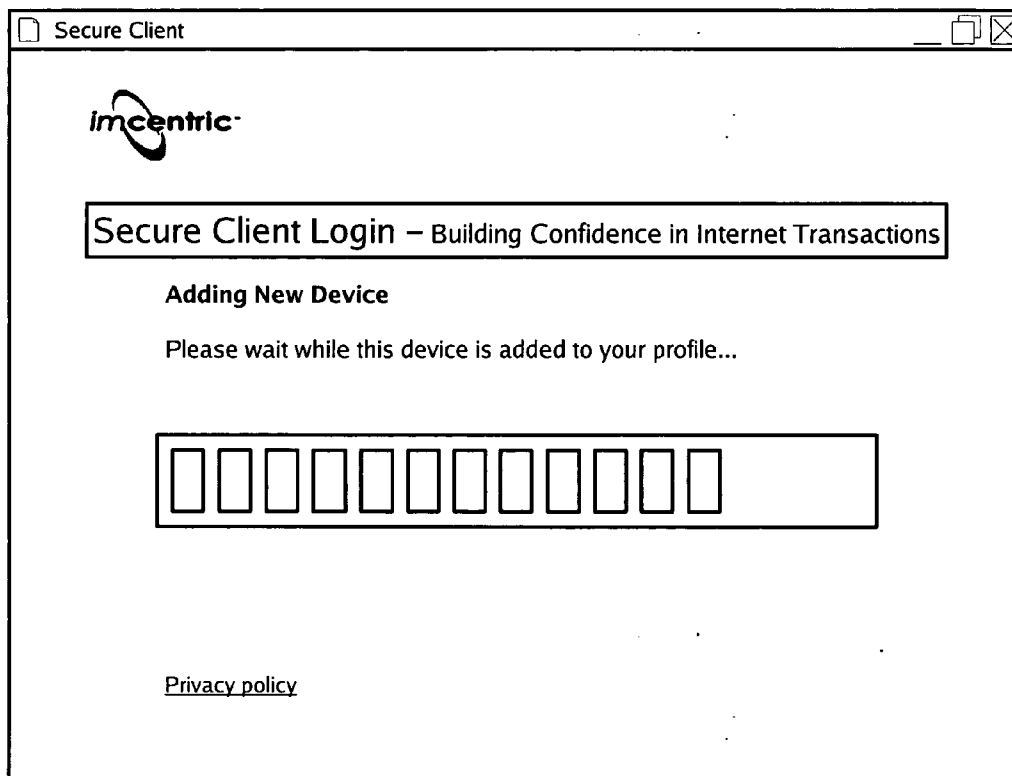 Secure Client
imcentric
Secure Client Login – Building Confidence in Internet Transactions
Adding New Device
Please wait while this device is added to your profile...
Privacy policy